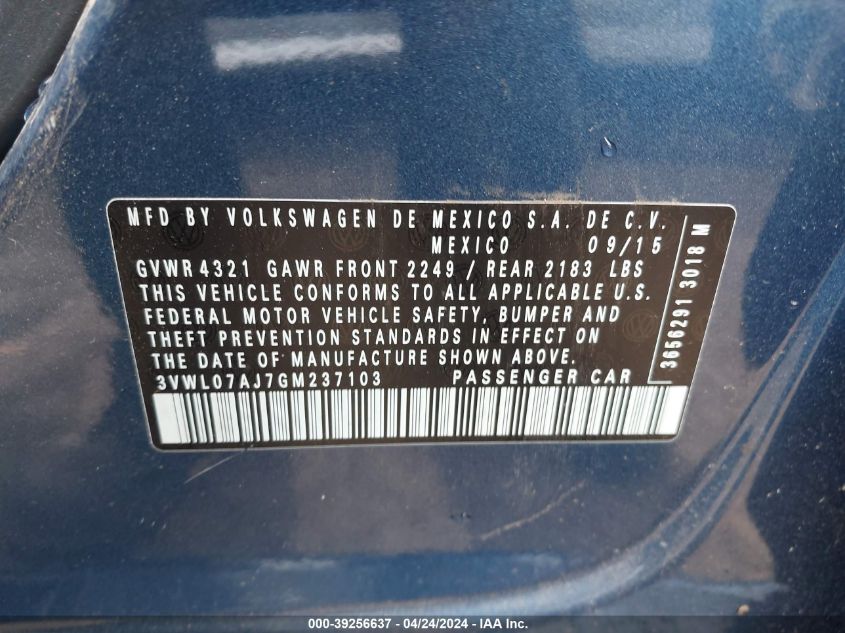 MFD BY VOLKSWAGEN DE MEXICO S.A. DE C.V.
MEXICO 09/15
GVWR 4321 GAWR FRONT 2249 / REAR 2183 LBS
THIS VEHICLE CONFORMS TO ALL APPLICABLE U.S.
FEDERAL MOTOR VEHICLE SAFETY, BUMPER AND
THEFT PREVENTION STANDARDS IN EFFECT ON
THE DATE OF MANUFACTURE SHOWN ABOVE.
3VWL07AJ7GM237103 PASSENGER CAR
3656291 3018 M
000-39256637 - 04/24/2024 - IAA Inc.